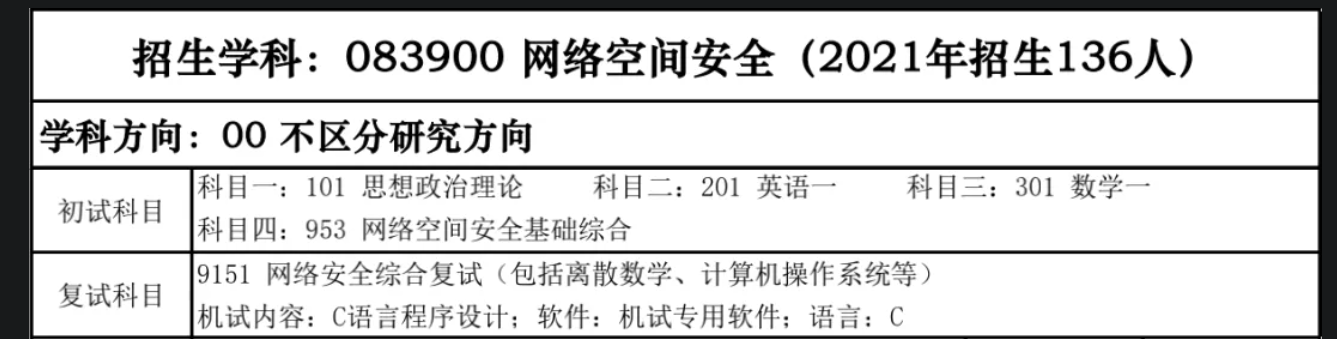 招生学科：083900 网络空间安全（2021年招生136人）
学科方向：00 不区分研究方向
初试科目
科目一：101 思想政治理论 科目二：201 英语一 科目三：301 数学一
科目四：953 网络空间安全基础综合
复试科目
9151 网络安全综合复试（包括离散数学、计算机操作系统等）
机试内容：C语言程序设计；软件：机试专用软件；语言：C